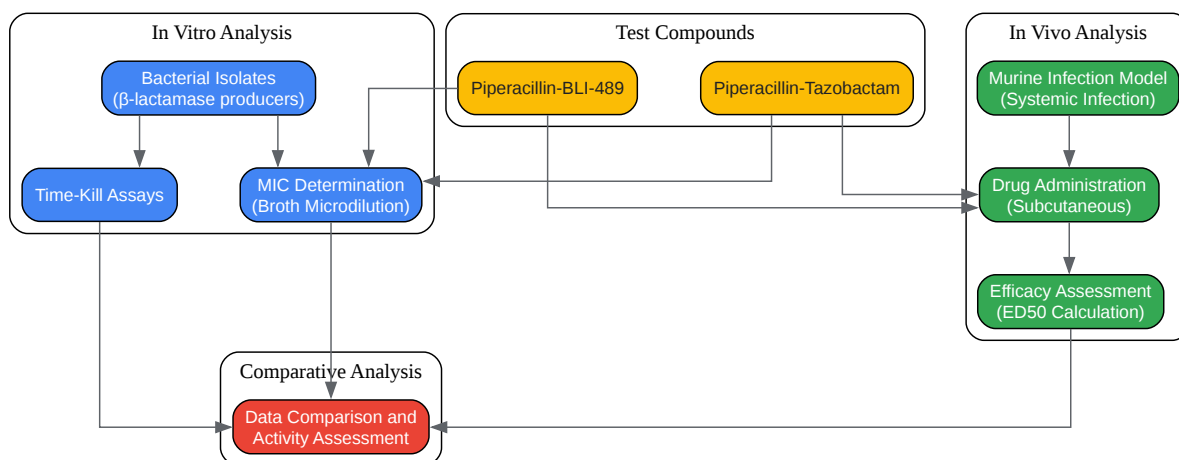 In Vitro Analysis
Bacterial Isolates
(β-lactamase producers)
Time-Kill Assays
MIC Determination
(Broth Microdilution)
Test Compounds
Piperacillin-BLI-489
Piperacillin-Tazobactam
In Vivo Analysis
Murine Infection Model
(Systemic Infection)
Drug Administration
(Subcutaneous)
Efficacy Assessment
(ED50 Calculation)
Comparative Analysis
Data Comparison and
Activity Assessment